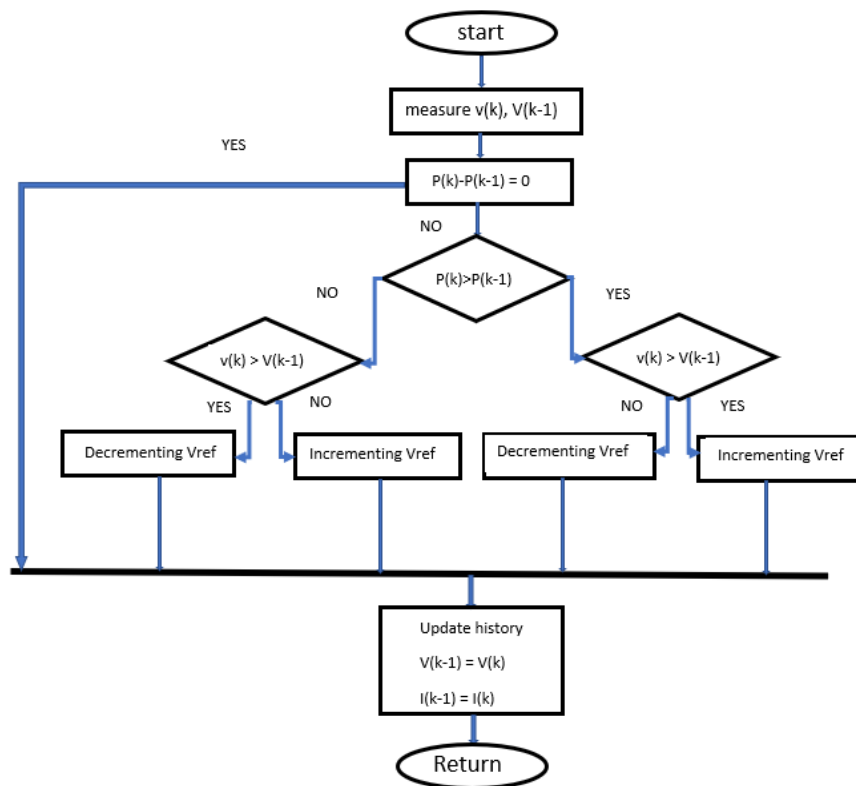 start
measure v(k), V(k-1)
YES
P(k)-P(k-1) = 0
NO
P(k)>P(k-1)
NO
YES
v(k) > V(k-1)
v(k) > V(k-1)
YES
NO
NO
YES
Decrementing Vref
Incrementing Vref
Decrementing Vref
Incrementing Vref
Update history
V(k-1) = V(k)
I(k-1) = I(k)
Return